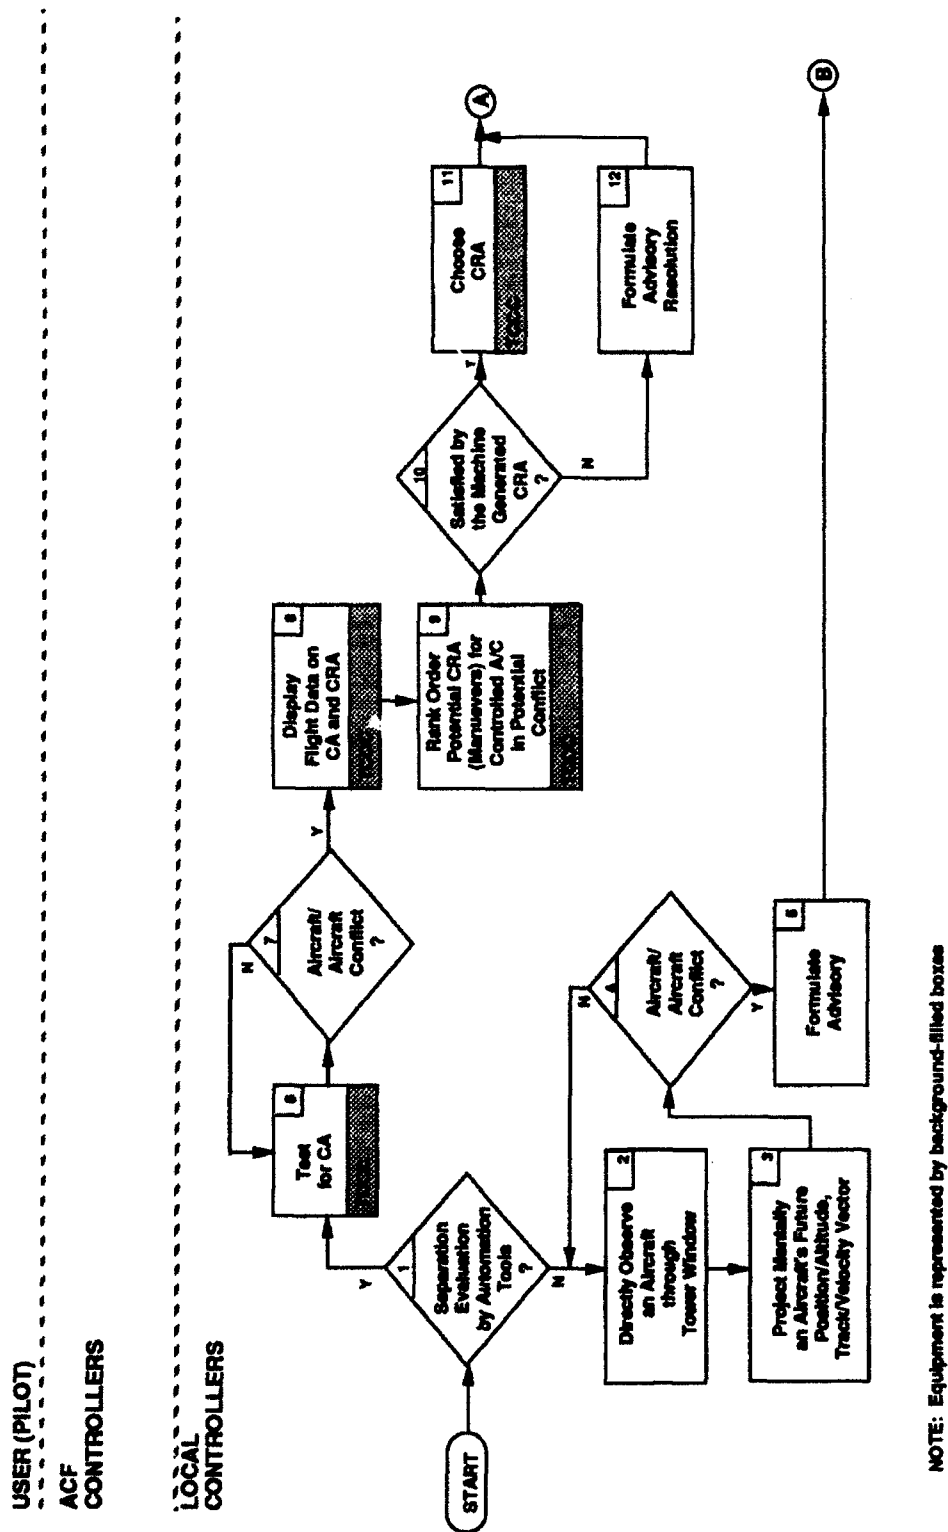 USER (PILOT)
ACF
CONTROLLERS
LOCAL
CONTROLLERS
START
1
Separation
Evaluation
by Automation
Tools
?
Y
N
2
Directly Observe
an Aircraft
through
Tower Window
3
Project Mentally
an Aircraft's Future
Position/Altitude,
Track/Velocity Vector
4
Aircraft/
Aircraft
Conflict
?
N
Y
5
Formulate
Advisory
B
6
Test
for CA
7
Aircraft/
Aircraft
Conflict
?
N
Y
8
Display
Flight Data on
CA and CRA
TCCC
9
Rank Order
Potential CRA
(Manuevers) for
Controlled A/C
in Potential
Conflict
10
Satisfied by
the Machine
Generated
CRA
?
Y
N
11
Choose
CRA
TCCC
12
Formulate
Advisory
Resolution
A
NOTE: Equipment is represented by background-filled boxes